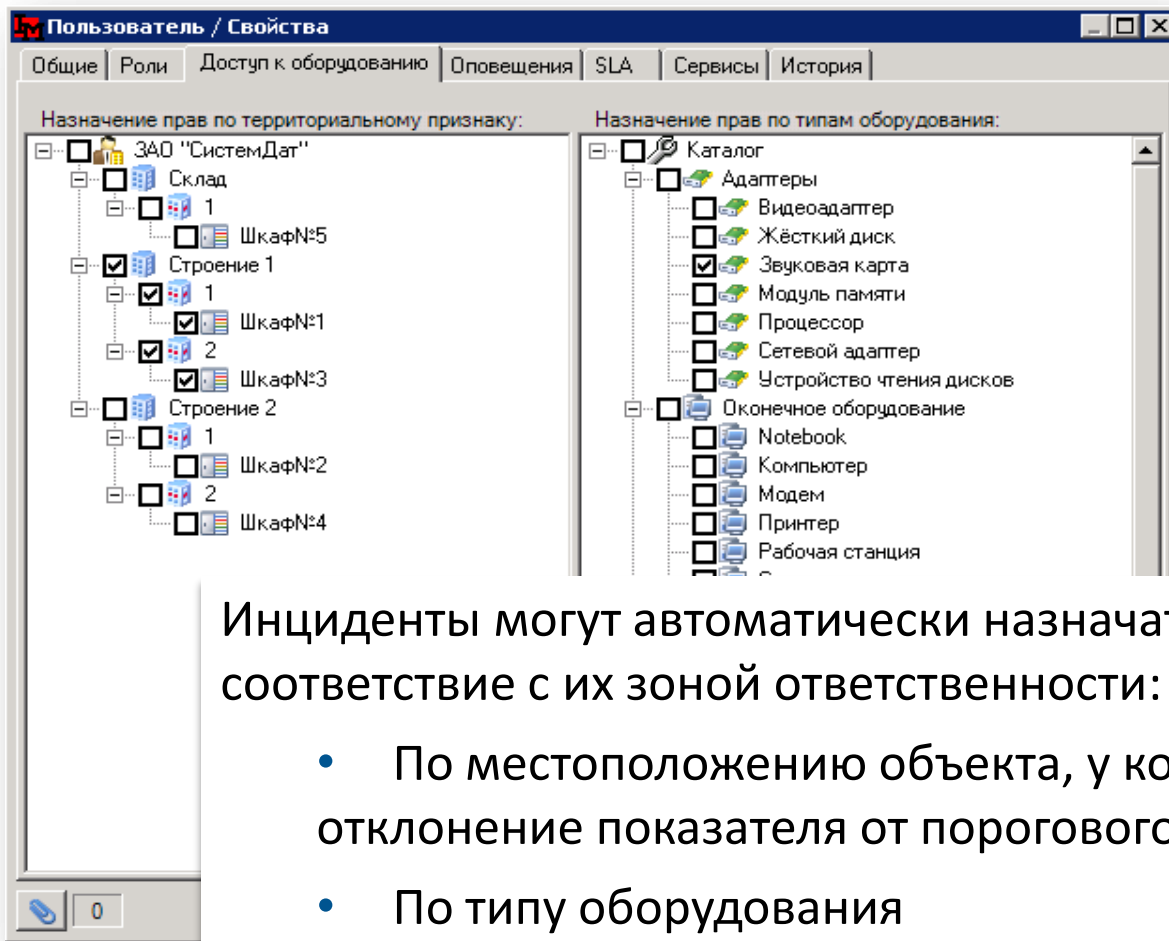 Пользователь / Свойства
Общие Роли Доступ к оборудованию Оповещения SLA Сервисы История
Назначение прав по территориальному признаку:
ЗАО "СистемДат"
Склад
1
Шкаф№5
Строение 1
1
Шкаф№1
2
Шкаф№3
Строение 2
1
Шкаф№2
2
Шкаф№4
Назначение прав по типам оборудования:
Каталог
Адаптеры
Видеоадаптер
Жёсткий диск
Звуковая карта
Модуль памяти
Процессор
Сетевой адаптер
Устройство чтения дисков
Оконечное оборудование
Notebook
Компьютер
Модем
Принтер
Рабочая станция
Инциденты могут автоматически назнача
соответствие с их зоной ответственности:
• По местоположению объекта, у ко
отклонение показателя от порогового
• По типу оборудования
0